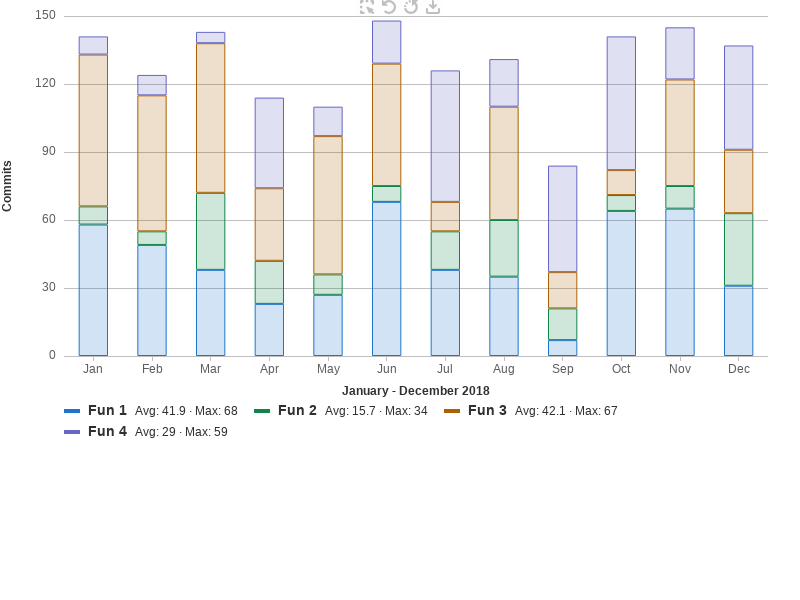 150
120
90
60
30
0
Commits
Jan Feb Mar Apr May Jun Jul Aug Sep Oct Nov Dec
January - December 2018
Fun 1 Avg: 41.9 · Max: 68 Fun 2 Avg: 15.7 · Max: 34 Fun 3 Avg: 42.1 · Max: 67
Fun 4 Avg: 29 · Max: 59